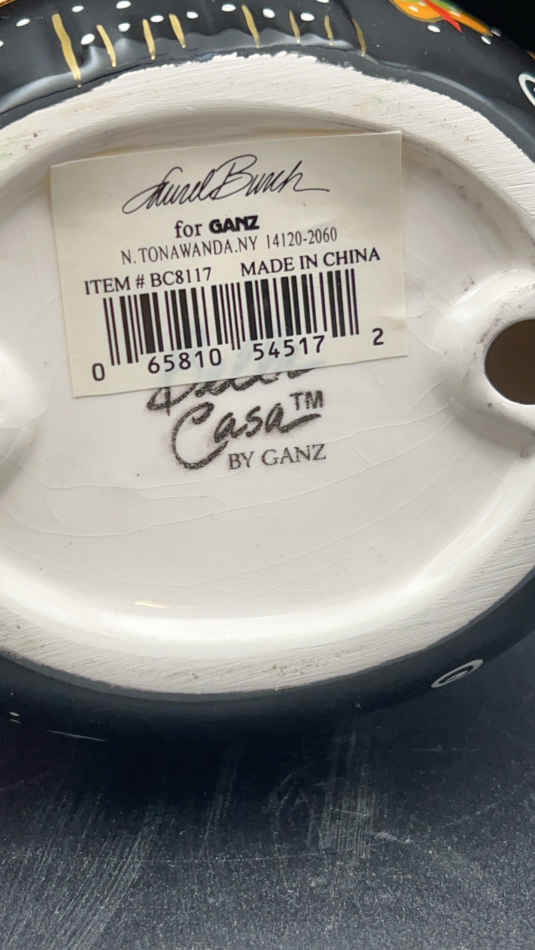 Laurel Burch
for GANZ
N. TONAWANDA.NY 14120-2060
ITEM # BC8117 MADE IN CHINA
0 65810 54517 2
Casa™
BY GANZ